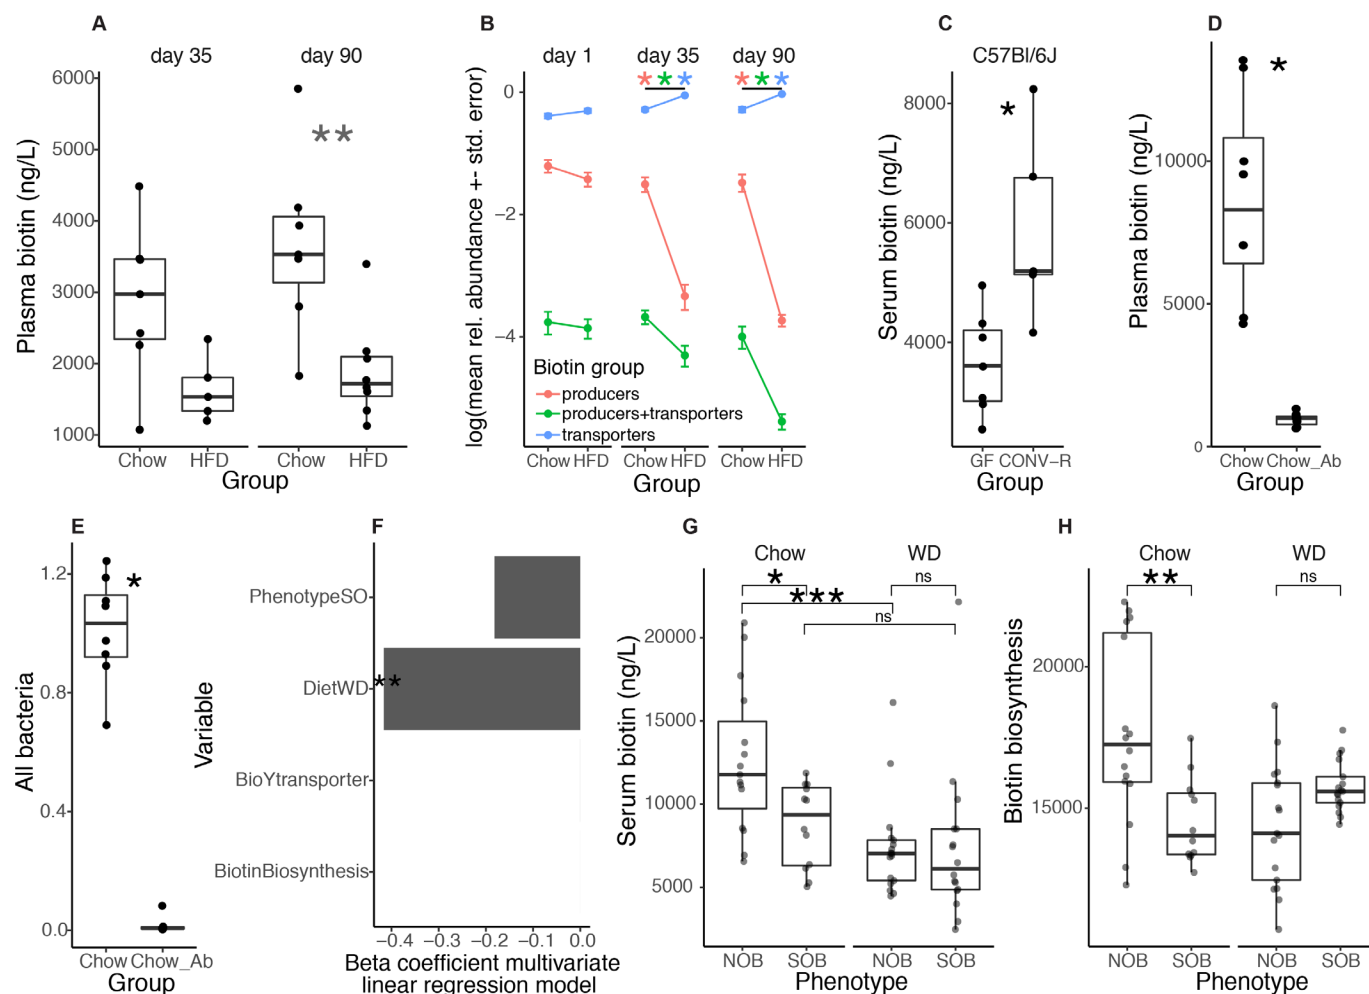 A
day 35
day 90
Plasma biotin (ng/L)
6000
5000
4000
3000
2000
1000
**
Chow
HFD
Chow
HFD
Group
B
day 1
day 35
day 90
log(mean rel. abundance +- std. error)
0
−2
−4
* * *
* * *
Biotin group
producers
producers+transporters
transporters
Chow HFD
Chow HFD
Chow HFD
Group
C
C57Bl/6J
Serum biotin (ng/L)
8000
6000
4000
*
GF CONV−R
Group
D
Plasma biotin (ng/L)
10000
5000
0
*
Chow Chow_Ab
Group
E
All bacteria
1.2
0.8
0.4
0.0
*
Chow Chow_Ab
Group
F
Variable
PhenotypeSO
DietWD
BioYtransporter
BiotinBiosynthesis
**
−0.4 −0.3 −0.2 −0.1 0.0
Beta coefficient multivariate
linear regression model
G
Chow
WD
Serum biotin (ng/L)
20000
15000
10000
5000
*
***
ns
ns
NOB SOB
NOB SOB
Phenotype
H
Chow
WD
Biotin biosynthesis
20000
15000
**
ns
NOB SOB
NOB SOB
Phenotype